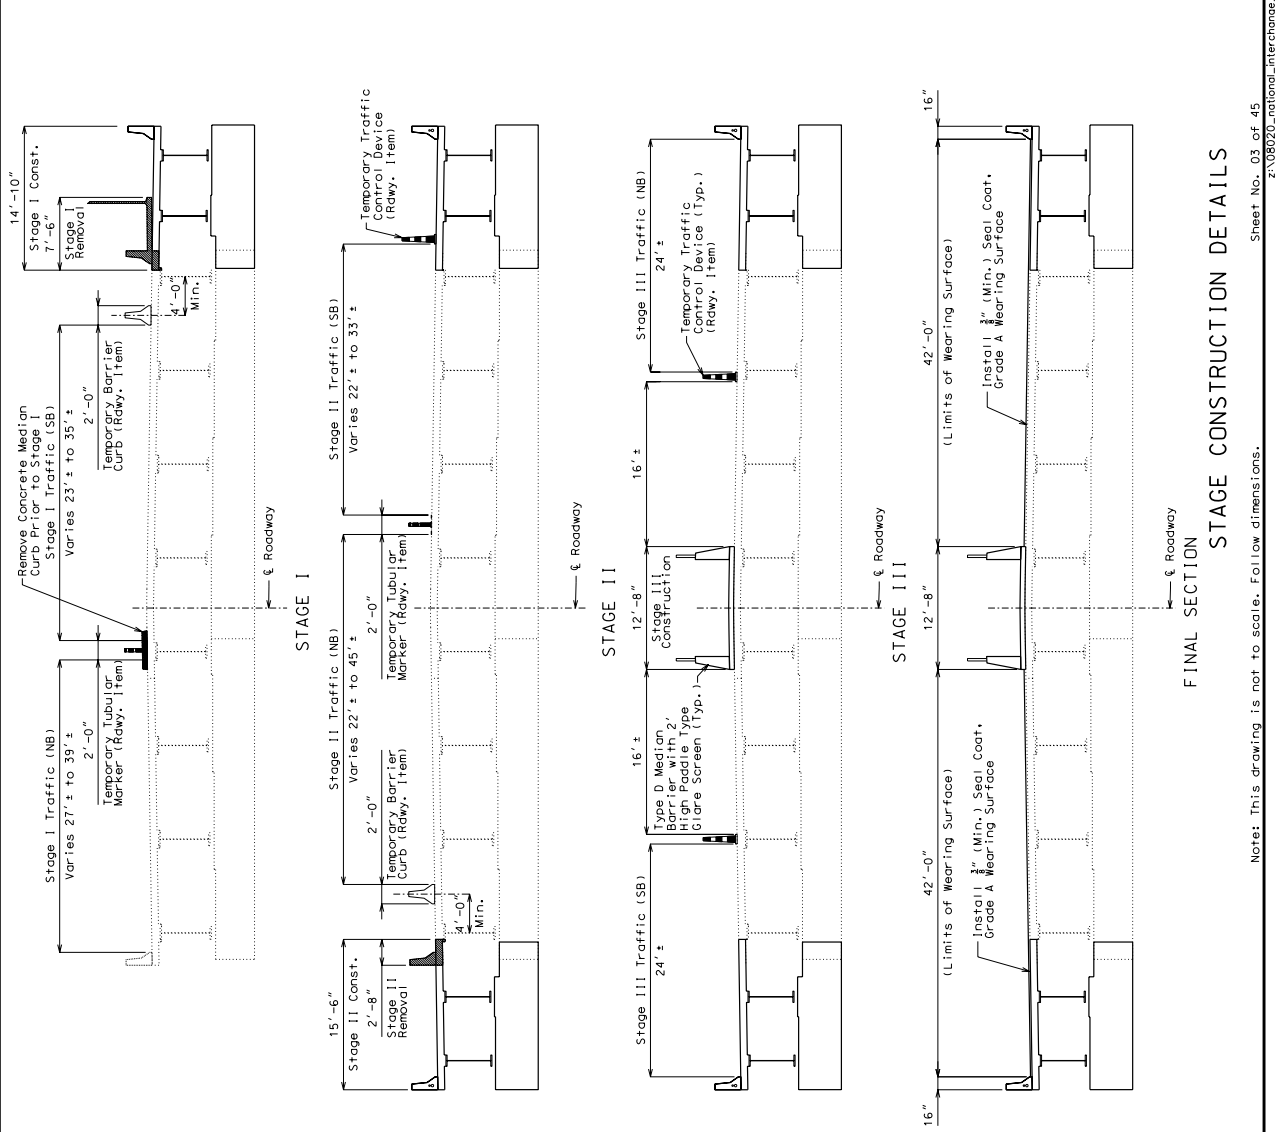 14'-10"
Stage I Const.
7'-6"
Stage I
Removal
4'-0"
Min.
Remove Concrete Median
Curb Prior to Stage I
Stage I Traffic (SB)
Varies 23'± to 35'±
2'-0"
Temporary Barrier
Curb (Rdwy. Item)
Stage I Traffic (NB)
Varies 27'± to 39'±
2'-0"
Temporary Tubular
Marker (Rdwy. Item)
℄ Roadway
STAGE I
Temporary Traffic
Control Device
(Rdwy. Item)
Stage II Traffic (SB)
Varies 22'± to 33'±
Stage II Traffic (NB)
Varies 22'± to 45'±
2'-0"
Temporary Tubular
Marker (Rdwy. Item)
2'-0"
Temporary Barrier
Curb (Rdwy. Item)
4'-0"
Min.
15'-6"
Stage II Const.
2'-8"
Stage II
Removal
℄ Roadway
STAGE II
Stage III Traffic (NB)
24'±
Temporary Traffic
Control Device (Typ.)
(Rdwy. Item)
16'±
12'-8"
Stage III
Construction
16'±
Type D Median
Barrier with 2'
High Paddle Type
Glare Screen (Typ.)
Stage III Traffic (SB)
24'±
℄ Roadway
STAGE III
16"
42'-0"
(Limits of Wearing Surface)
Install 3/8" (Min.) Seal Coat.
Grade A Wearing Surface
12'-8"
42'-0"
(Limits of Wearing Surface)
Install 3/8" (Min.) Seal Coat.
Grade A Wearing Surface
16"
℄ Roadway
FINAL SECTION
STAGE CONSTRUCTION DETAILS
Note: This drawing is not to scale. Follow dimensions.
Sheet No. 03 of 45
z:\08020_national_interchange.